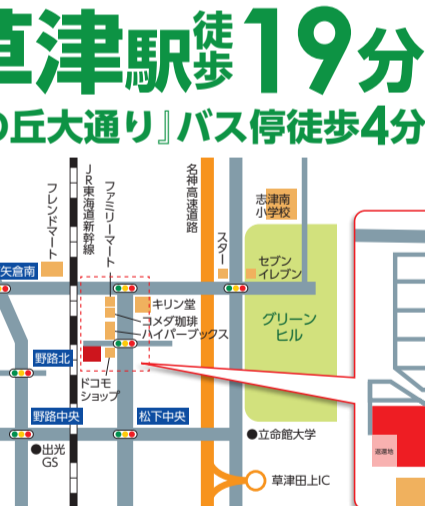 草津駅徒歩19分
の丘大通り』バス停徒歩4分
フレンドマート
JR東海道新幹線
ファミリーマート
名神高速道路
志津南
小学校
スター
セブン
イレブン
矢倉南
キリン堂
コメダ珈琲
ハイパーブックス
グリーン
ヒル
野路北
ドコモ
ショップ
野路中央
松下中央
●立命館大学
●出光
GS
草津田上IC